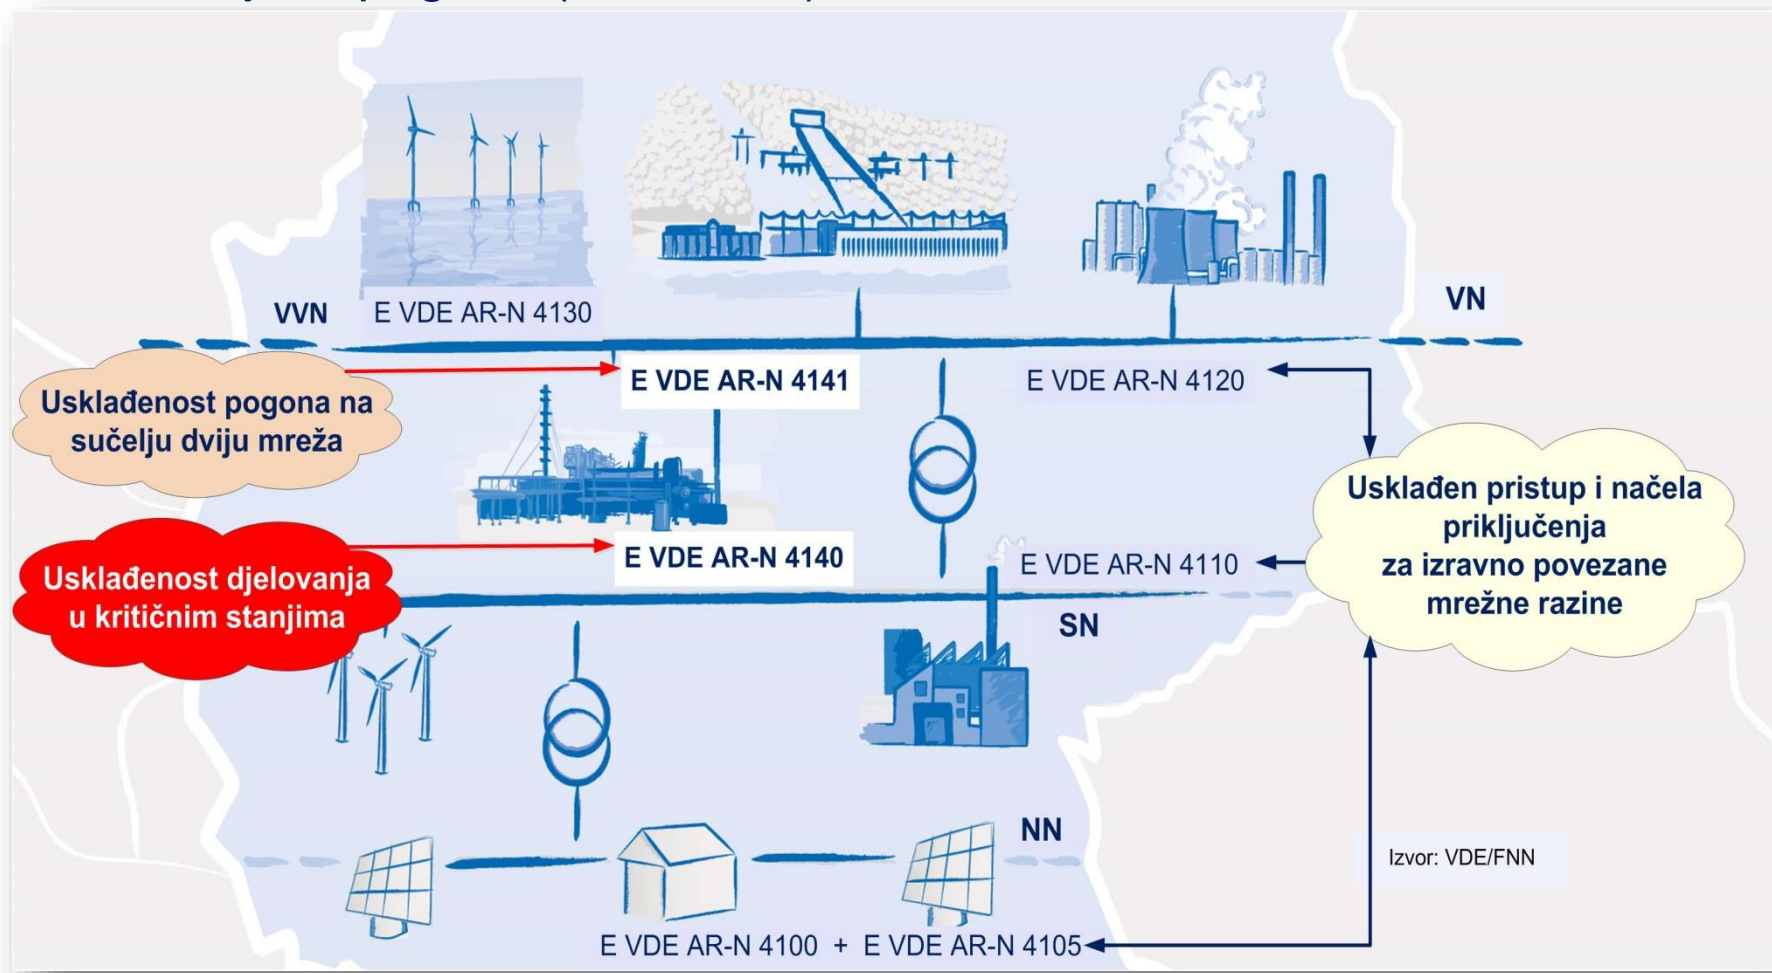 VVN
E VDE AR-N 4130
VN
E VDE AR-N 4141
E VDE AR-N 4120
Usklađenost pogona na
sučelju dviju mreža
Usklađen pristup i načela
priključenja
za izravno povezane
mrežne razine
E VDE AR-N 4140
E VDE AR-N 4110
Usklađenost djelovanja
u kritičnim stanjima
SN
NN
Izvor: VDE/FNN
E VDE AR-N 4100 + E VDE AR-N 4105